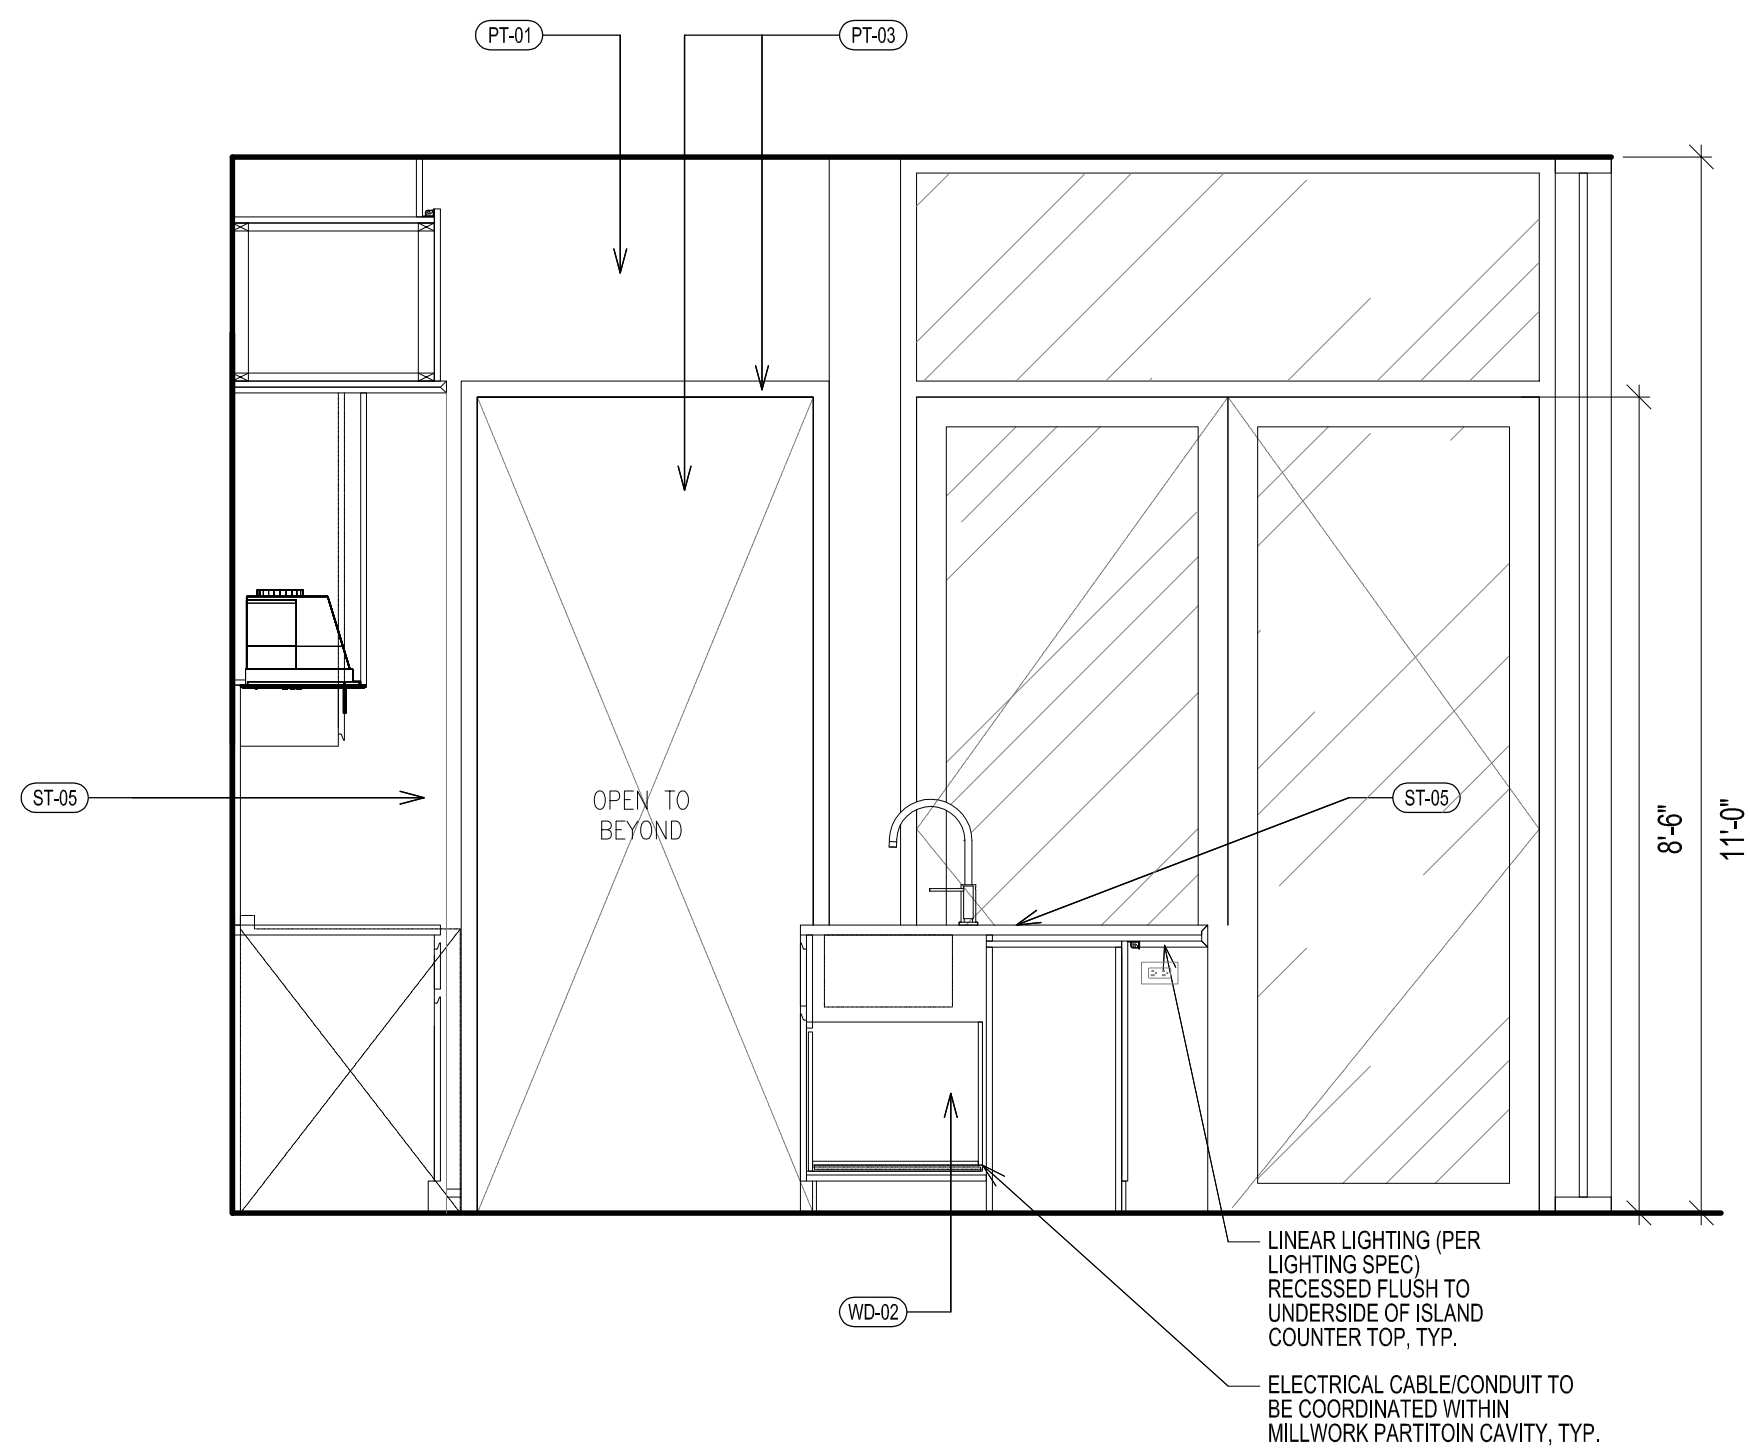 PT-01
PT-03
ST-05
OPEN TO
BEYOND
ST-05
8'-6"
11'-0"
WD-02
LINEAR LIGHTING (PER
LIGHTING SPEC)
RECESSED FLUSH TO
UNDERSIDE OF ISLAND
COUNTER TOP, TYP.
ELECTRICAL CABLE/CONDUIT TO
BE COORDINATED WITHIN
MILLWORK PARTITOIN CAVITY, TYP.